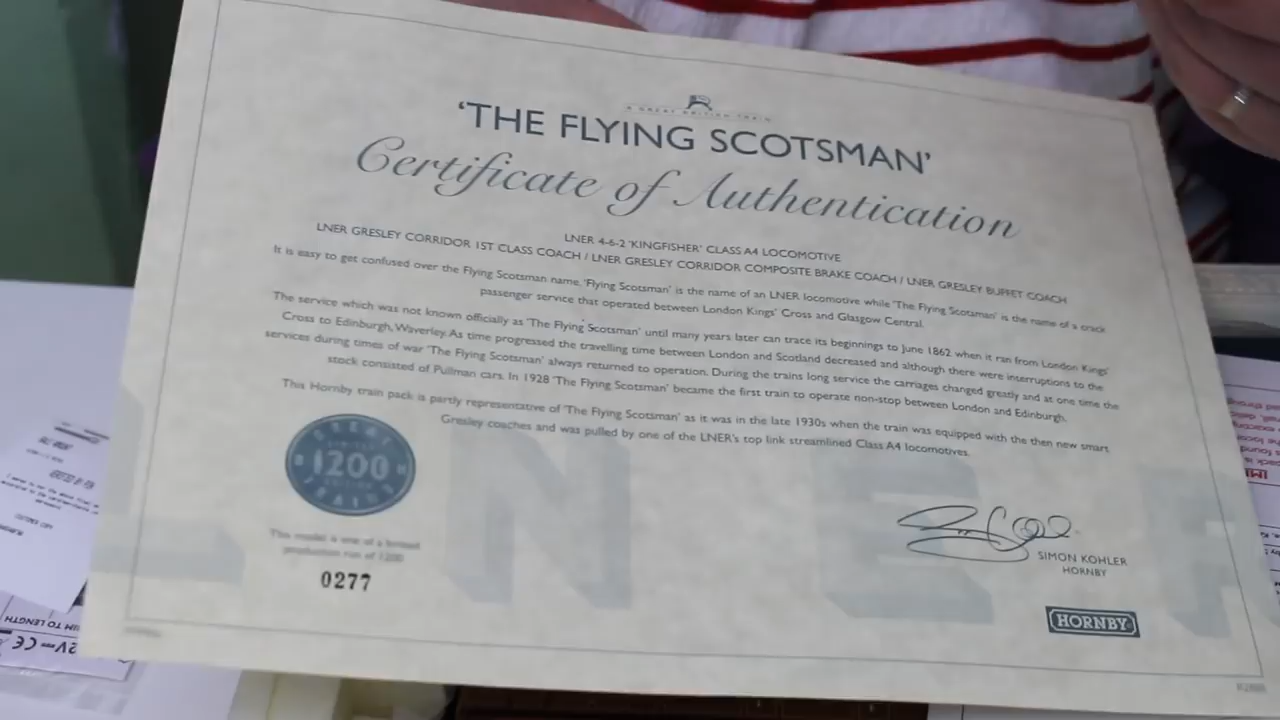 A GREAT BRITISH TRAIN
'THE FLYING SCOTSMAN'
Certificate of Authentication
LNER 4-6-2 'KINGFISHER' CLASS A4 LOCOMOTIVE
LNER GRESLEY CORRIDOR 1ST CLASS COACH / LNER GRESLEY CORRIDOR COMPOSITE BRAKE COACH / LNER GRESLEY BUFFET COACH
It is easy to get confused over the Flying Scotsman name. 'Flying Scotsman' is the name of an LNER locomotive while 'The Flying Scotsman' is the name of a crack
passenger service that operated between London Kings' Cross and Glasgow Central.
The service which was not known officially as 'The Flying Scotsman' until many years later can trace its beginnings to June 1862 when it ran from London Kings'
Cross to Edinburgh, Waverley. As time progressed the travelling time between London and Scotland decreased and although there were interruptions to the
services during times of war 'The Flying Scotsman' always returned to operation. During the trains long service the carriages changed greatly and at one time the
stock consisted of Pullman cars. In 1928 'The Flying Scotsman' became the first train to operate non-stop between London and Edinburgh.
This Hornby train pack is partly representative of 'The Flying Scotsman' as it was in the late 1930s when the train was equipped with the then new smart
Gresley coaches and was pulled by one of the LNER's top link streamlined Class A4 locomotives.
GREAT
LIMITED
1200
EDITION
TRAINS
This model is one of a limited
production run of 1200
0277
SIMON KOHLER
HORNBY
HORNBY
LNER